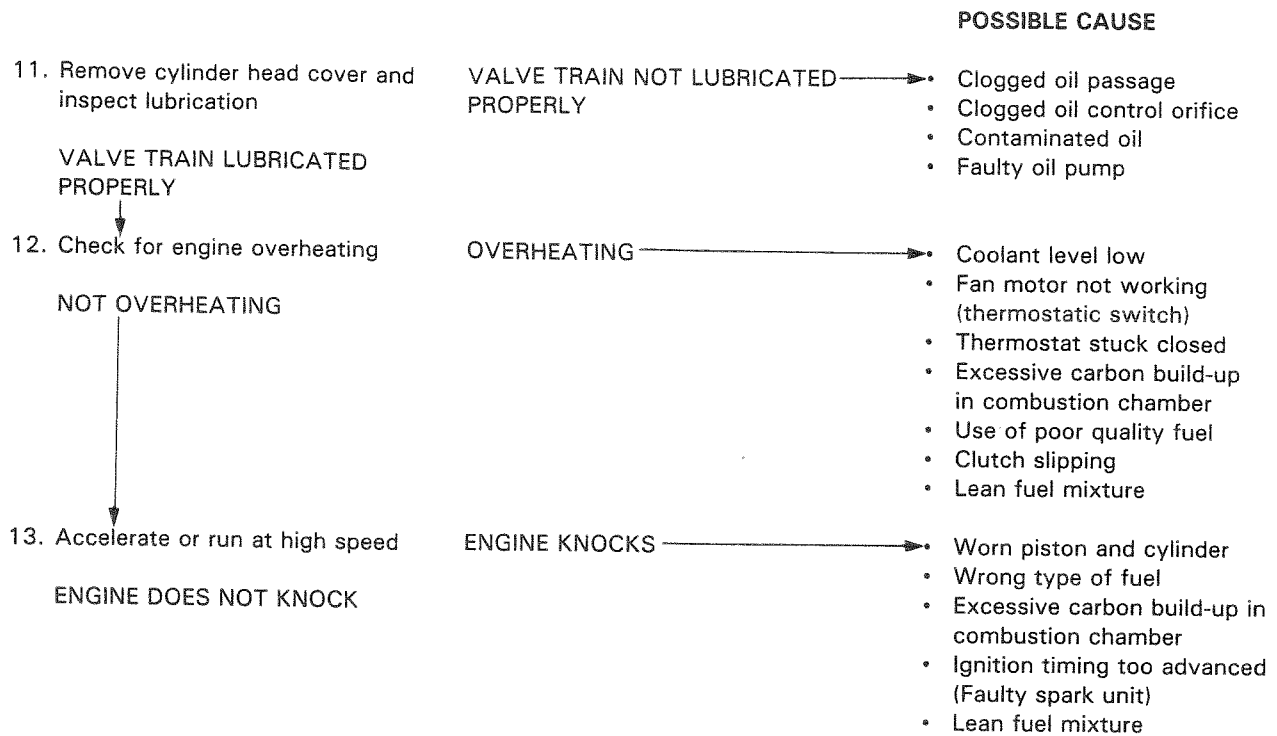 POSSIBLE CAUSE
11. Remove cylinder head cover and
inspect lubrication
VALVE TRAIN LUBRICATED
PROPERLY
VALVE TRAIN NOT LUBRICATED
PROPERLY
• Clogged oil passage
• Clogged oil control orifice
• Contaminated oil
• Faulty oil pump
12. Check for engine overheating
NOT OVERHEATING
OVERHEATING
• Coolant level low
• Fan motor not working
(thermostatic switch)
• Thermostat stuck closed
• Excessive carbon build-up
in combustion chamber
• Use of poor quality fuel
• Clutch slipping
• Lean fuel mixture
13. Accelerate or run at high speed
ENGINE DOES NOT KNOCK
ENGINE KNOCKS
• Worn piston and cylinder
• Wrong type of fuel
• Excessive carbon build-up in
combustion chamber
• Ignition timing too advanced
(Faulty spark unit)
• Lean fuel mixture